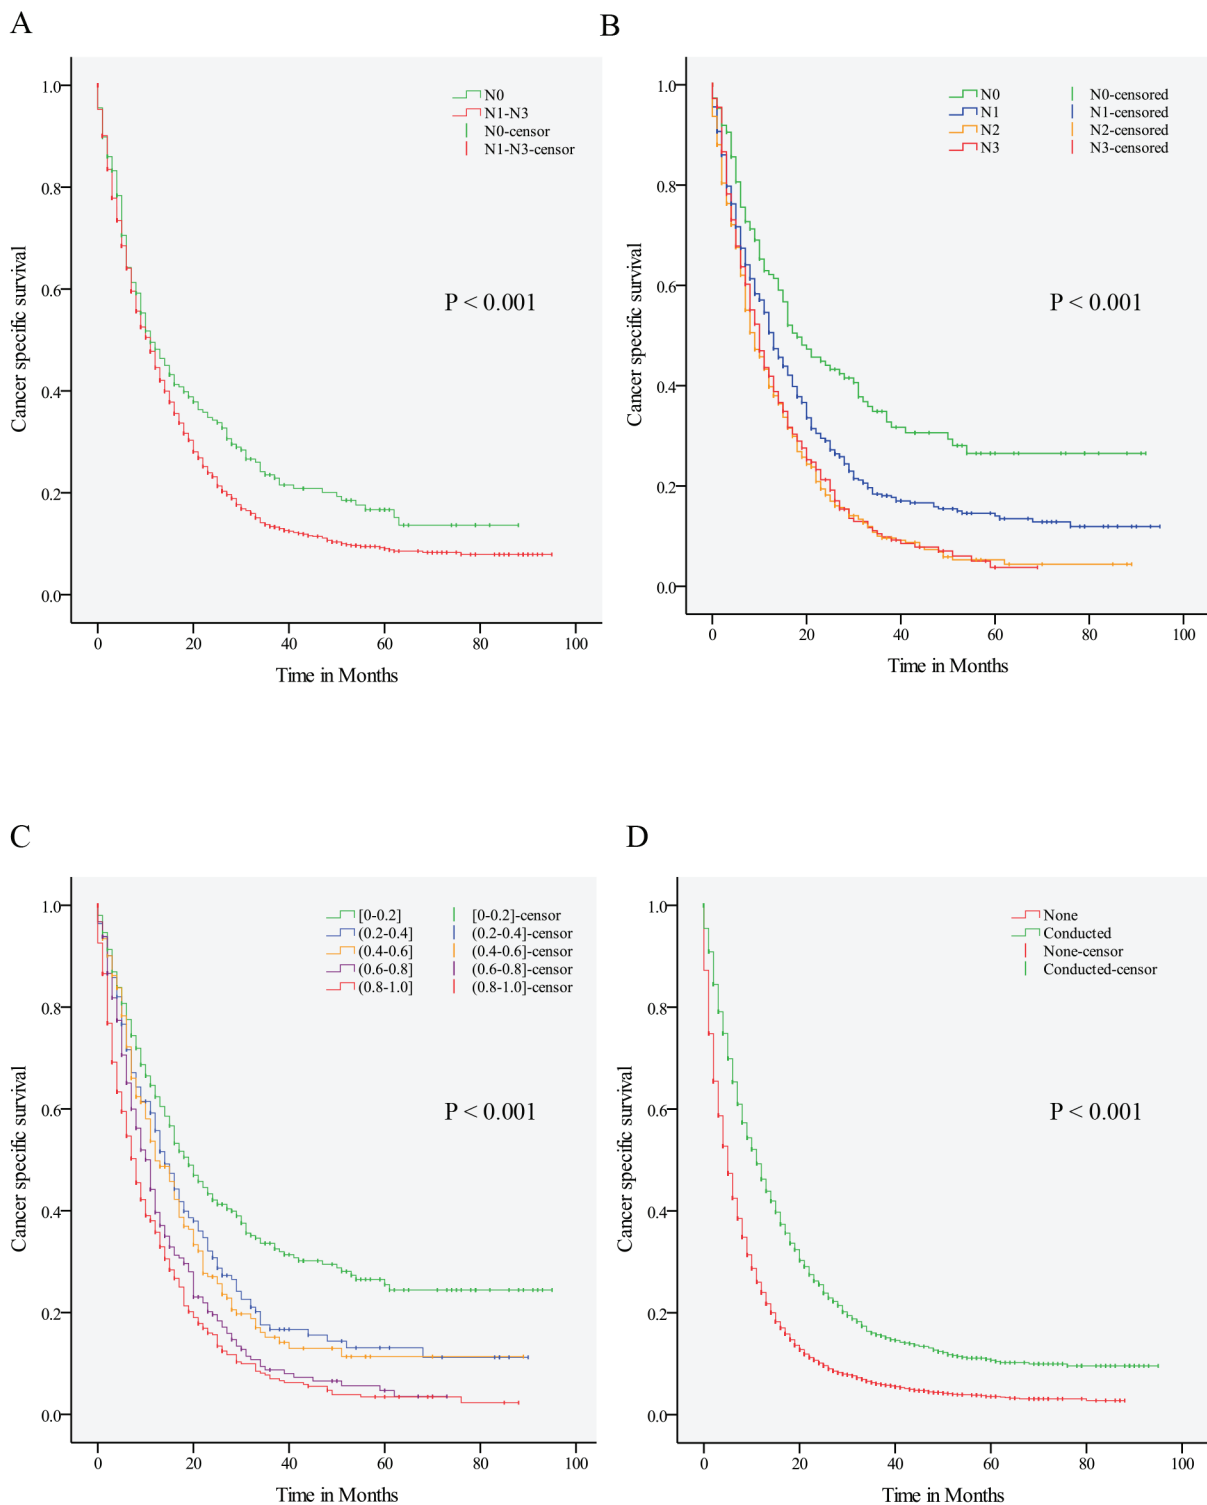 A
1.0
0.8
0.6
0.4
0.2
0.0
Cancer specific survival
N0
N1-N3
N0-censor
N1-N3-censor
P < 0.001
0 20 40 60 80 100
Time in Months
B
1.0
0.8
0.6
0.4
0.2
0.0
Cancer specific survival
N0 N0-censored
N1 N1-censored
N2 N2-censored
N3 N3-censored
P < 0.001
0 20 40 60 80 100
Time in Months
C
1.0
0.8
0.6
0.4
0.2
0.0
Cancer specific survival
[0-0.2] [0-0.2]-censor
(0.2-0.4] (0.2-0.4]-censor
(0.4-0.6] (0.4-0.6]-censor
(0.6-0.8] (0.6-0.8]-censor
(0.8-1.0] (0.8-1.0]-censor
P < 0.001
0 20 40 60 80 100
Time in Months
D
1.0
0.8
0.6
0.4
0.2
0.0
Cancer specific survival
None
Conducted
None-censor
Conducted-censor
P < 0.001
0 20 40 60 80 100
Time in Months